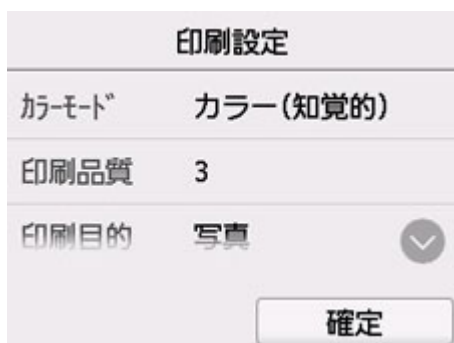 印刷設定
ｶﾗｰﾓｰﾄﾞ カラー(知覚的)
印刷品質 3
印刷目的 写真
確定